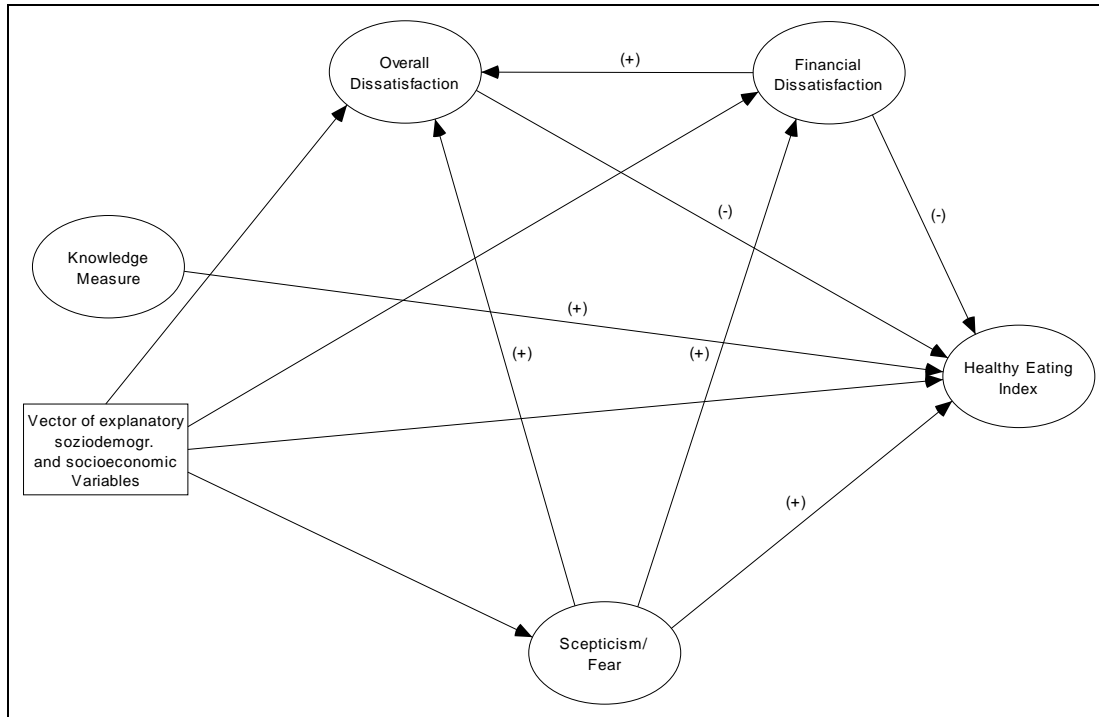 Overall
Dissatisfaction
(+)
Financial
Dissatisfaction
(-)
(-)
Knowledge
Measure
(+)
(+)
(+)
Healthy Eating
Index
Vector of explanatory
soziodemogr.
and socioeconomic
Variables
(+)
Scepticism/
Fear